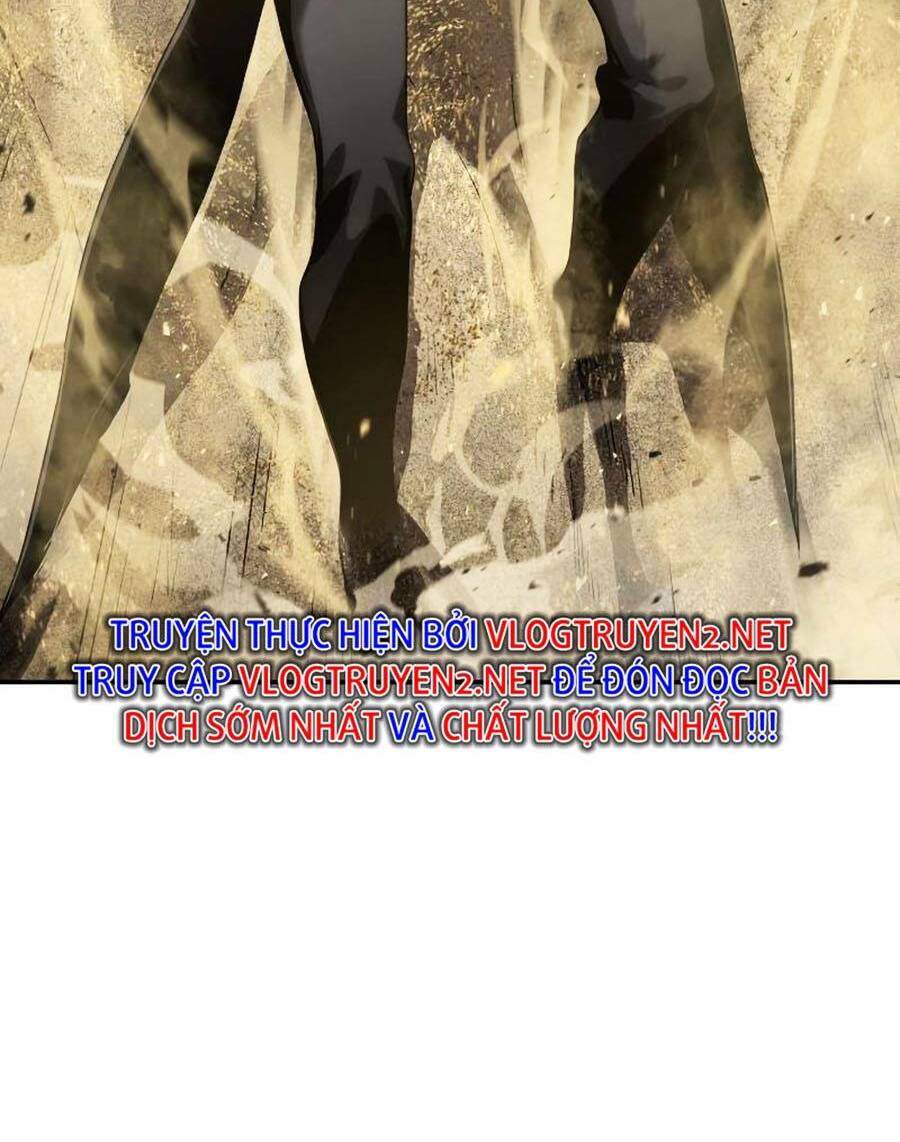 TRUYỆN THỰC HIỆN BỞI VLOGTRUYEN2.NET
TRUY CẬP VLOGTRUYEN2.NET ĐỂ ĐÓN ĐỌC BẢN
DỊCH SỚM NHẤT VÀ CHẤT LƯỢNG NHẤT!!!